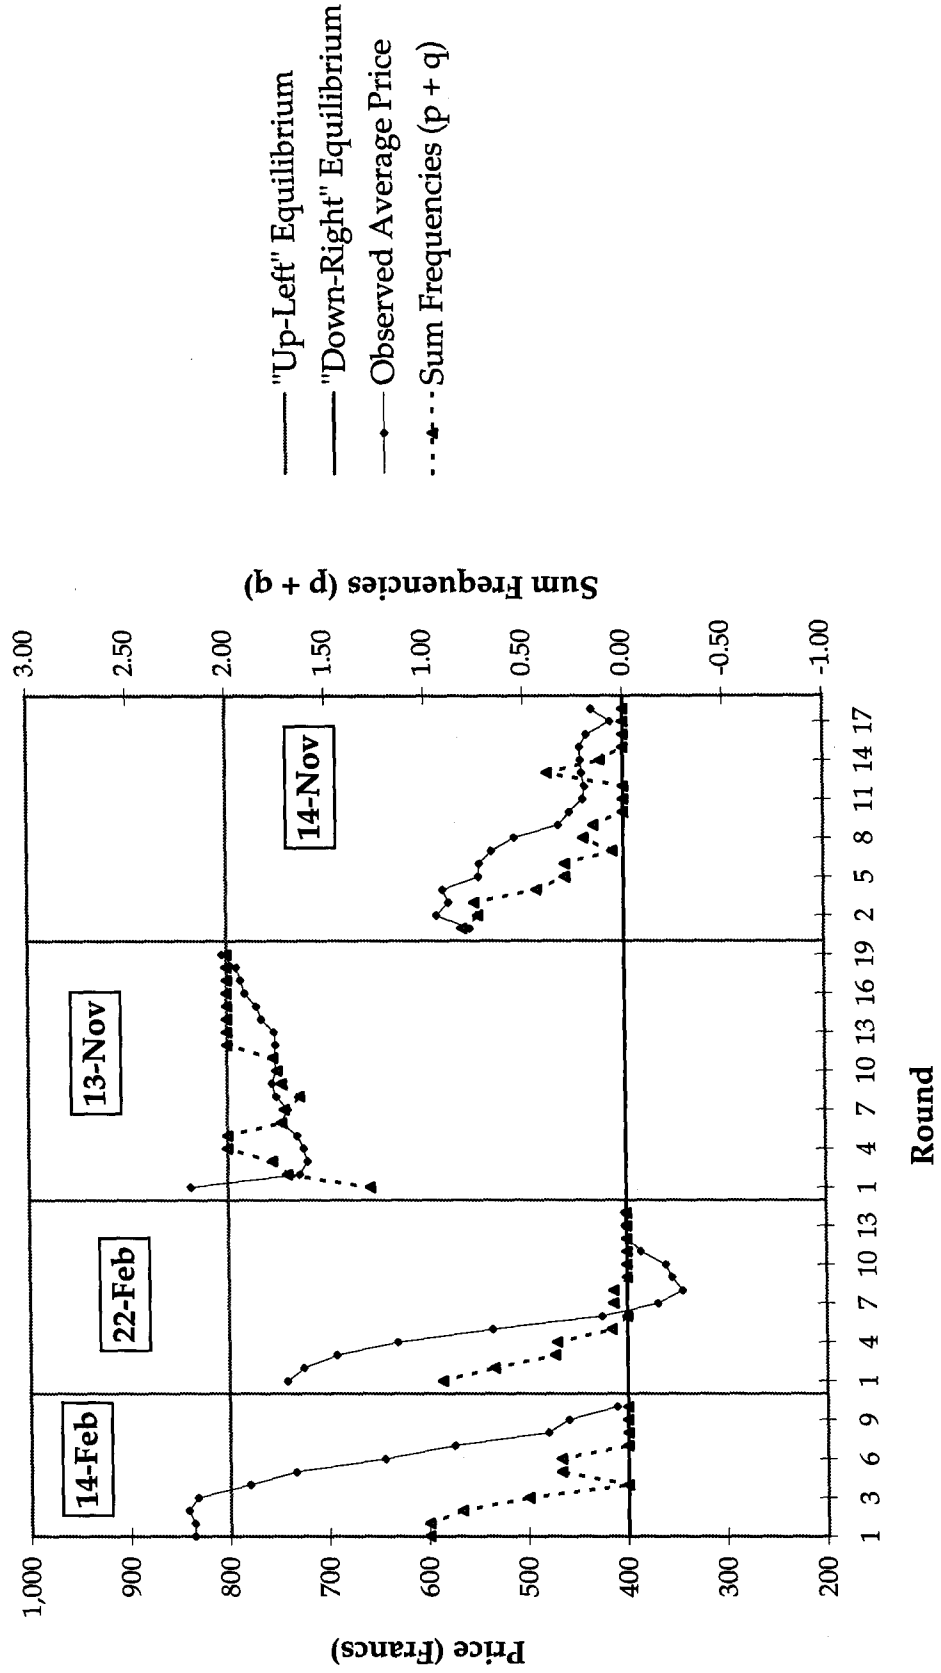 Price (Francs)
1,000
900
800
700
600
500
400
300
200
14-Feb
22-Feb
13-Nov
14-Nov
3.00
2.50
2.00
1.50
1.00
0.50
0.00
-0.50
-1.00
Sum Frequencies (p + q)
1 3 6 9 1 4 7 10 13 1 4 7 10 13 16 19 2 5 8 11 14 17
Round
"Up-Left" Equilibrium
"Down-Right" Equilibrium
Observed Average Price
Sum Frequencies (p + q)